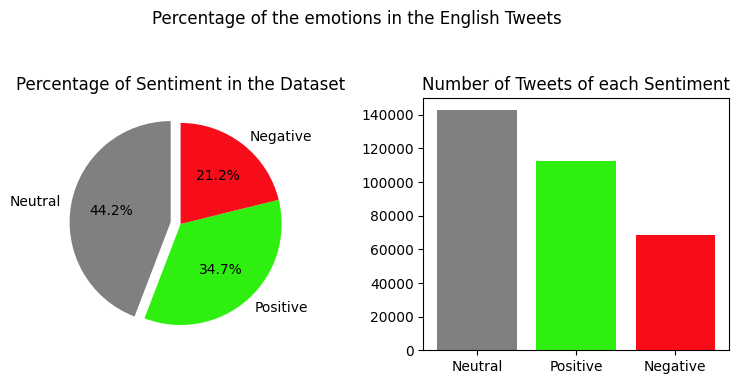 Percentage of the emotions in the English Tweets
Percentage of Sentiment in the Dataset
Negative
21.2%
Neutral
44.2%
34.7%
Positive
Number of Tweets of each Sentiment
140000
120000
100000
80000
60000
40000
20000
0
Neutral Positive Negative